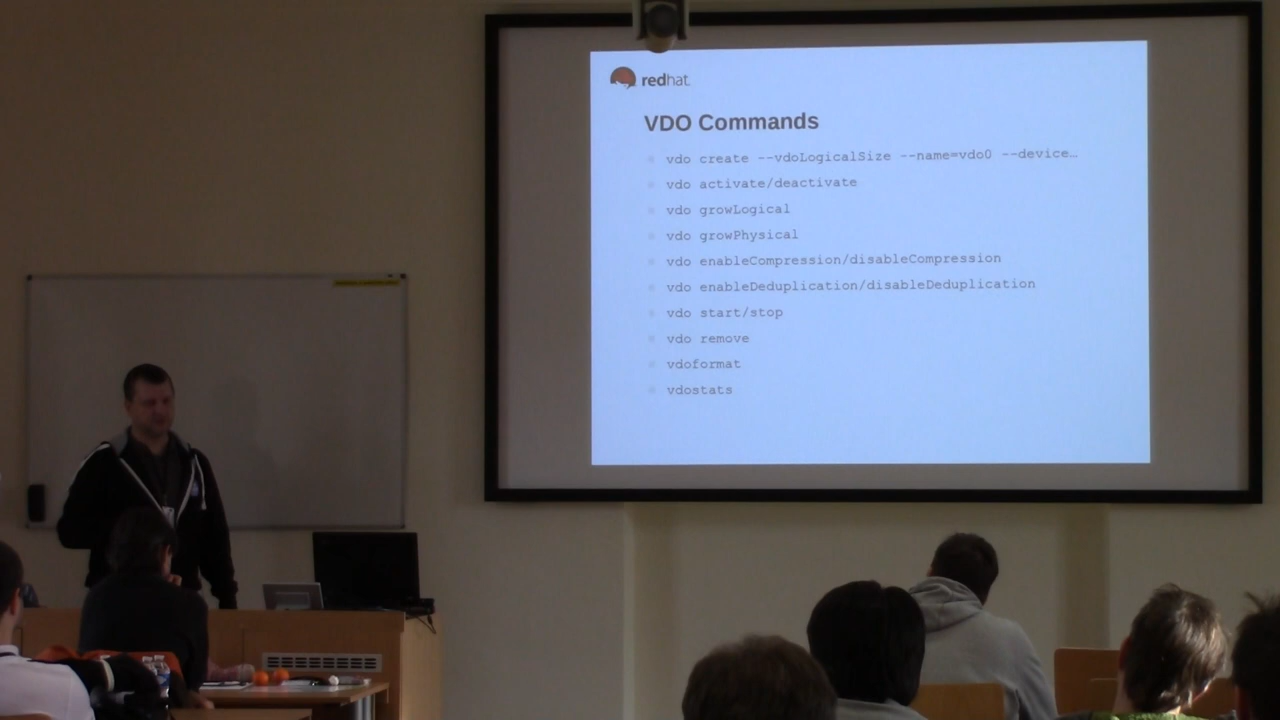 redhat.
VDO Commands
vdo create --vdoLogicalSize --name=vdo0 --device…
vdo activate/deactivate
vdo growLogical
vdo growPhysical
vdo enableCompression/disableCompression
vdo enableDeduplication/disableDeduplication
vdo start/stop
vdo remove
vdoformat
vdostats